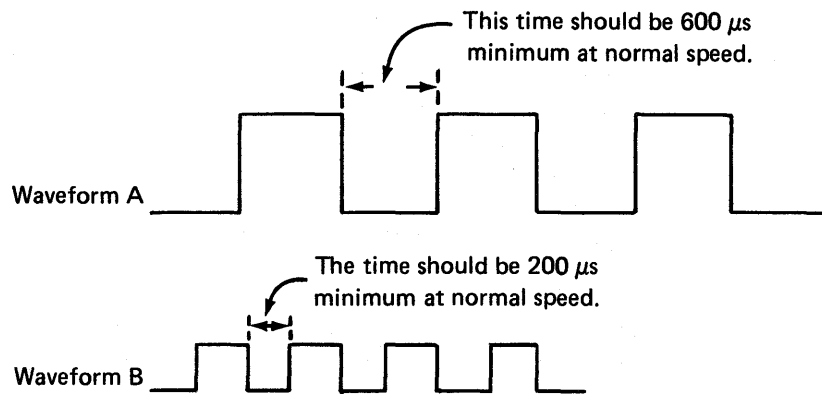 This time should be 600 μs
minimum at normal speed.
Waveform A
The time should be 200 μs
minimum at normal speed.
Waveform B